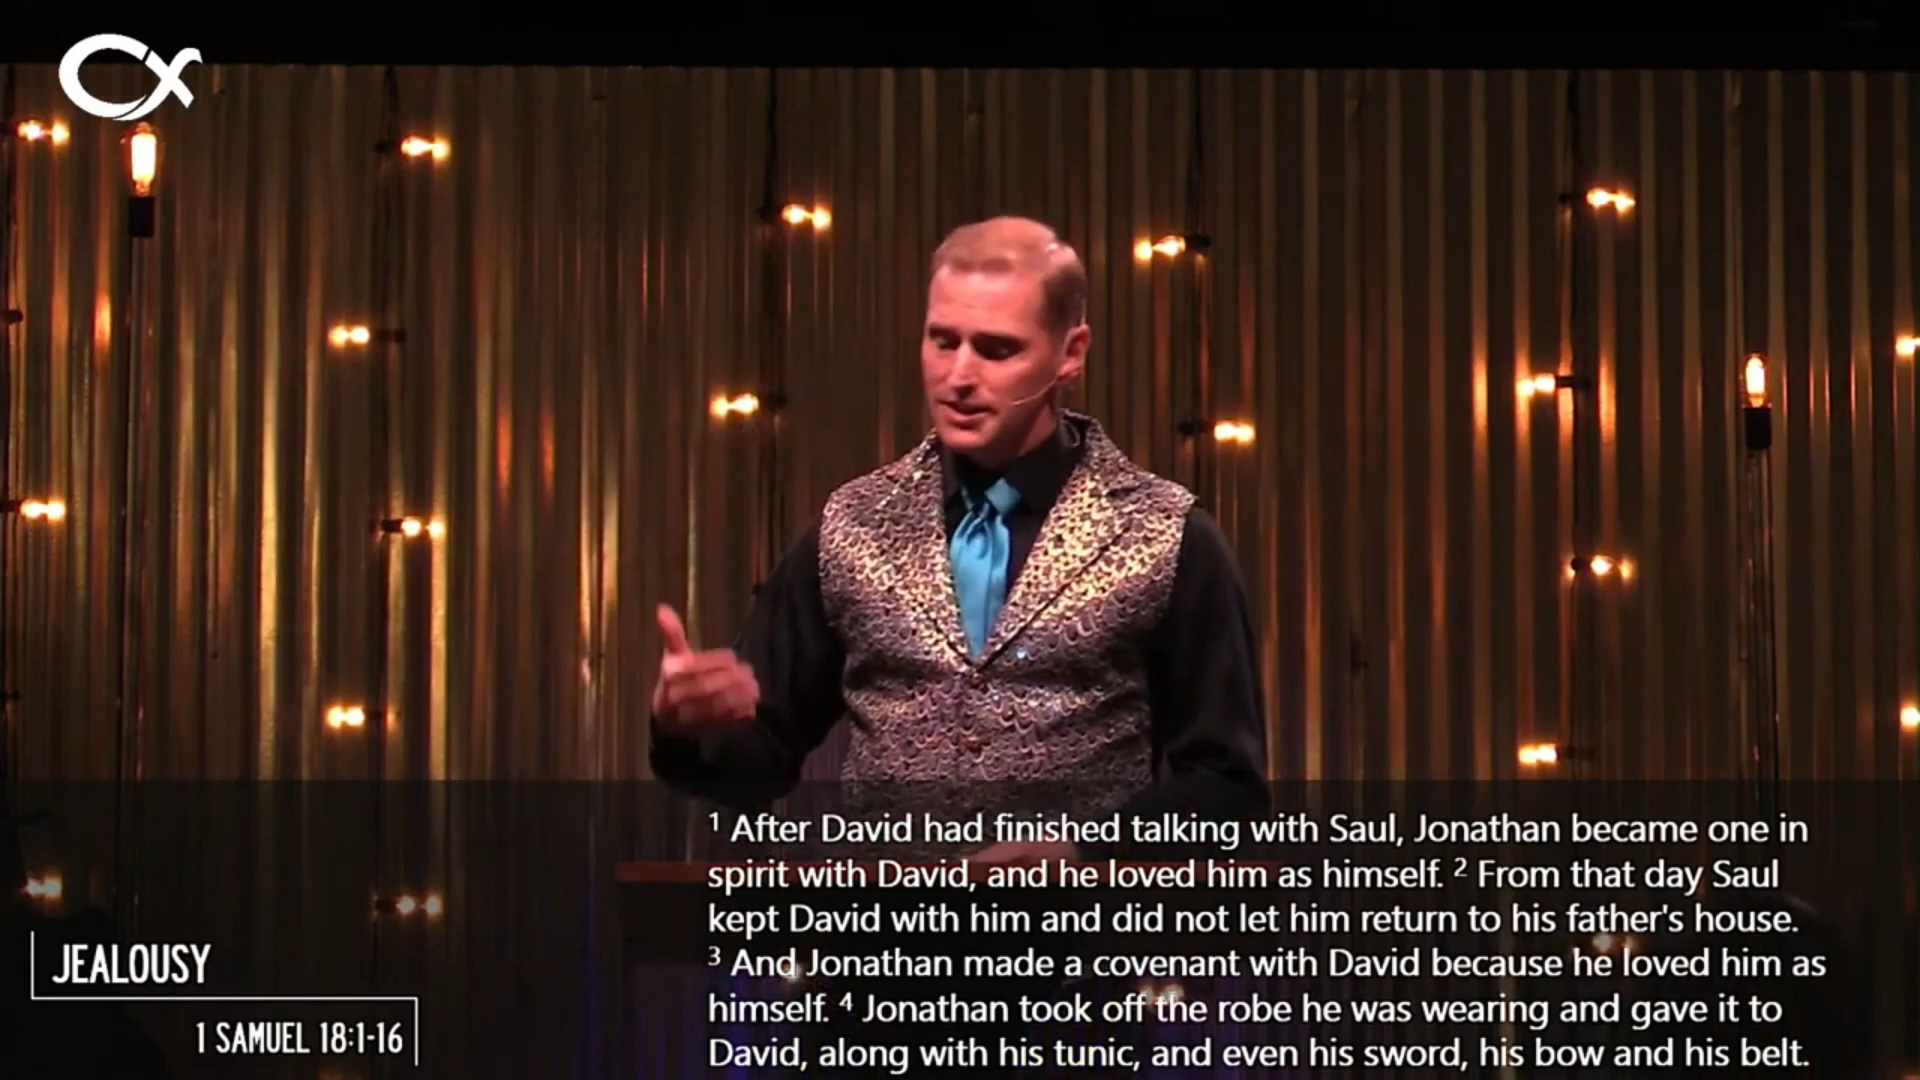 CX
¹ After David had finished talking with Saul, Jonathan became one in
spirit with David, and he loved him as himself. ² From that day Saul
kept David with him and did not let him return to his father's house.
³ And Jonathan made a covenant with David because he loved him as
himself. ⁴ Jonathan took off the robe he was wearing and gave it to
David, along with his tunic, and even his sword, his bow and his belt.
JEALOUSY
1 SAMUEL 18:1-16